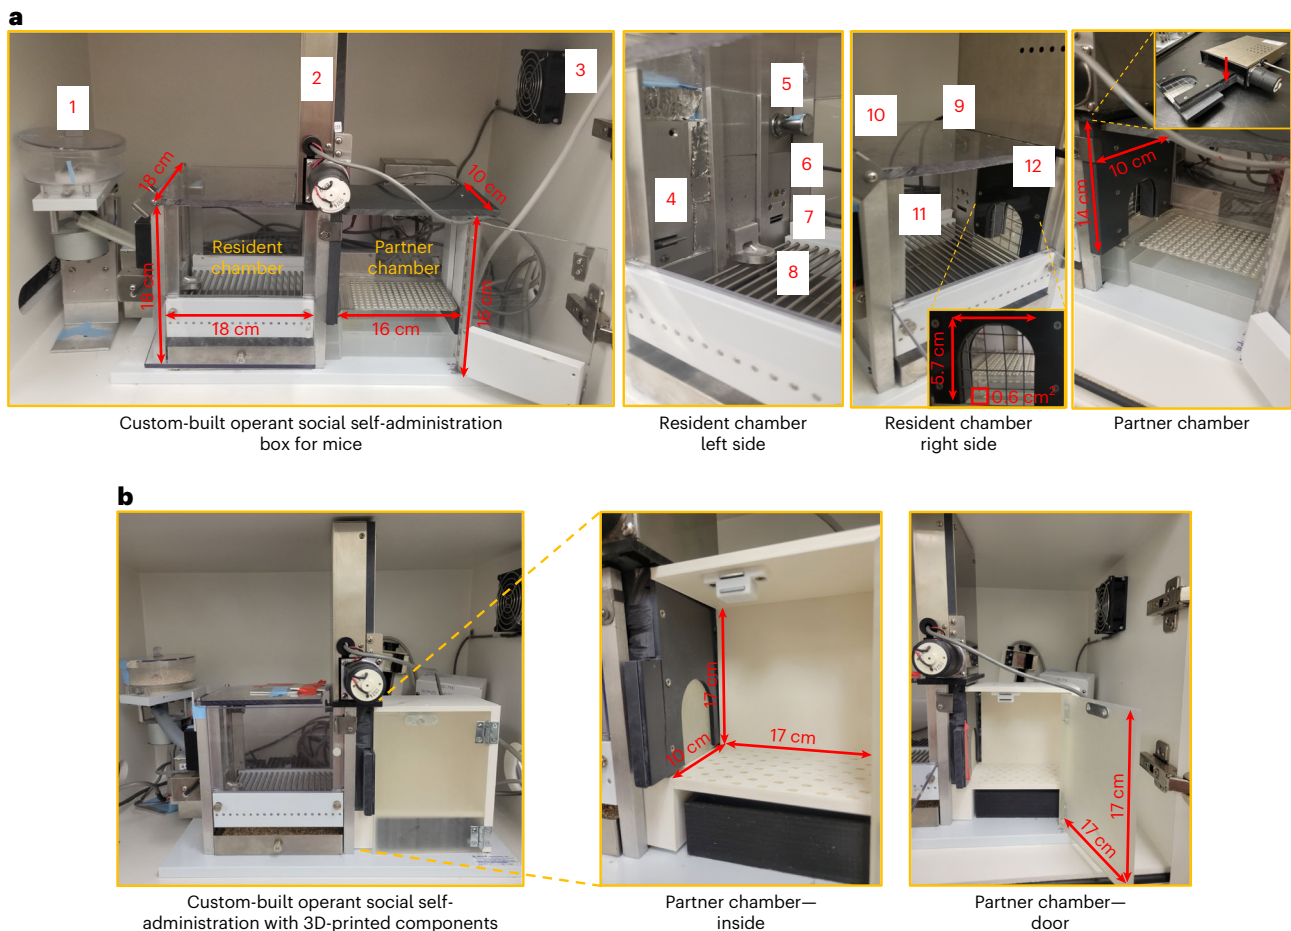 a
1
2
3
18 cm
10 cm
Resident
chamber
Partner
chamber
18 cm
18 cm
16 cm
16 cm
4
5
6
7
8
9
10
11
12
5.7 cm
0.6 cm²
10 cm
14 cm
Custom-built operant social self-administration
box for mice
Resident chamber
left side
Resident chamber
right side
Partner chamber
b
17 cm
17 cm
10 cm
17 cm
17 cm
Custom-built operant social self-
administration with 3D-printed components
Partner chamber—
inside
Partner chamber—
door